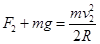 F₂ + mg = mv₂²/2R